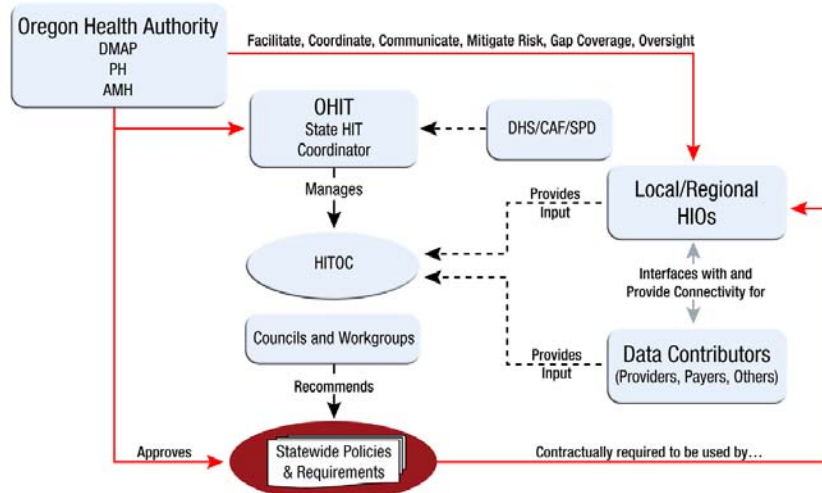 Oregon Health Authority
DMAP
PH
AMH
Facilitate, Coordinate, Communicate, Mitigate Risk, Gap Coverage, Oversight
OHIT
State HIT
Coordinator
DHS/CAF/SPD
Manages
Provides
Input
Local/Regional
HIOs
HITOC
Interfaces with and
Provide Connectivity for
Councils and Workgroups
Provides
Input
Data Contributors
(Providers, Payers, Others)
Recommends
Approves
Statewide Policies
& Requirements
Contractually required to be used by…